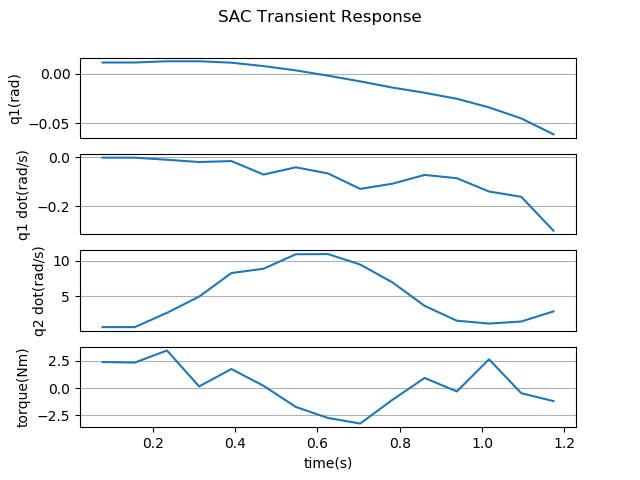 SAC Transient Response
q1(rad)
0.00
−0.05
q1 dot(rad/s)
0.0
−0.2
q2 dot(rad/s)
10
5
torque(Nm)
2.5
0.0
−2.5
0.2 0.4 0.6 0.8 1.0 1.2
time(s)